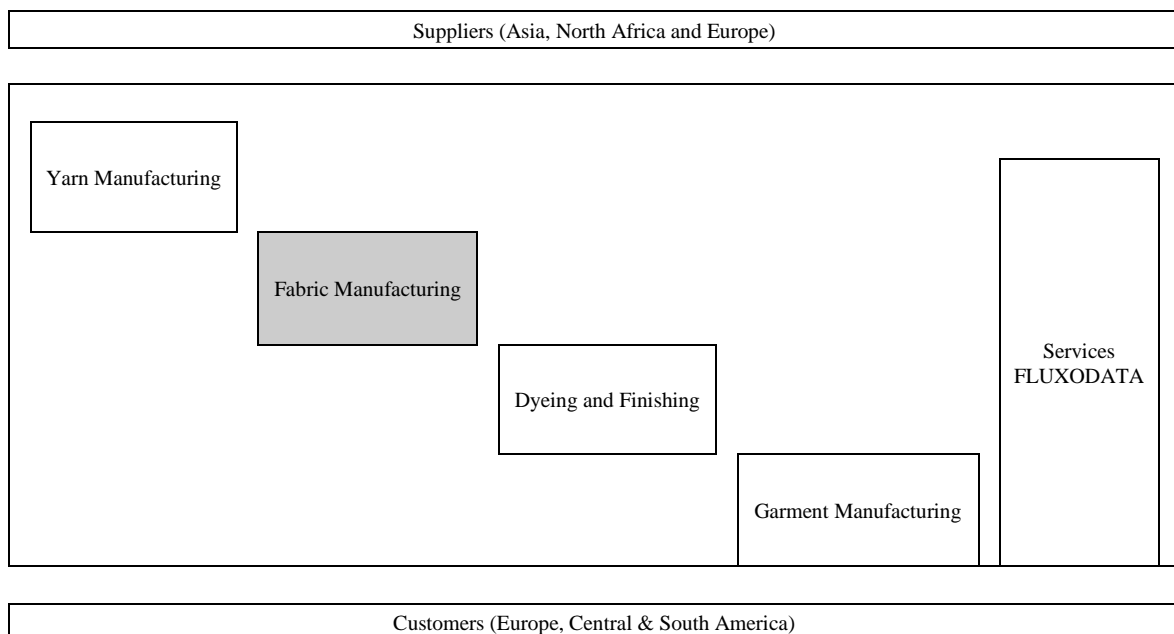 Suppliers (Asia, North Africa and Europe)
Yarn Manufacturing
Fabric Manufacturing
Dyeing and Finishing
Garment Manufacturing
Services
FLUXODATA
Customers (Europe, Central & South America)